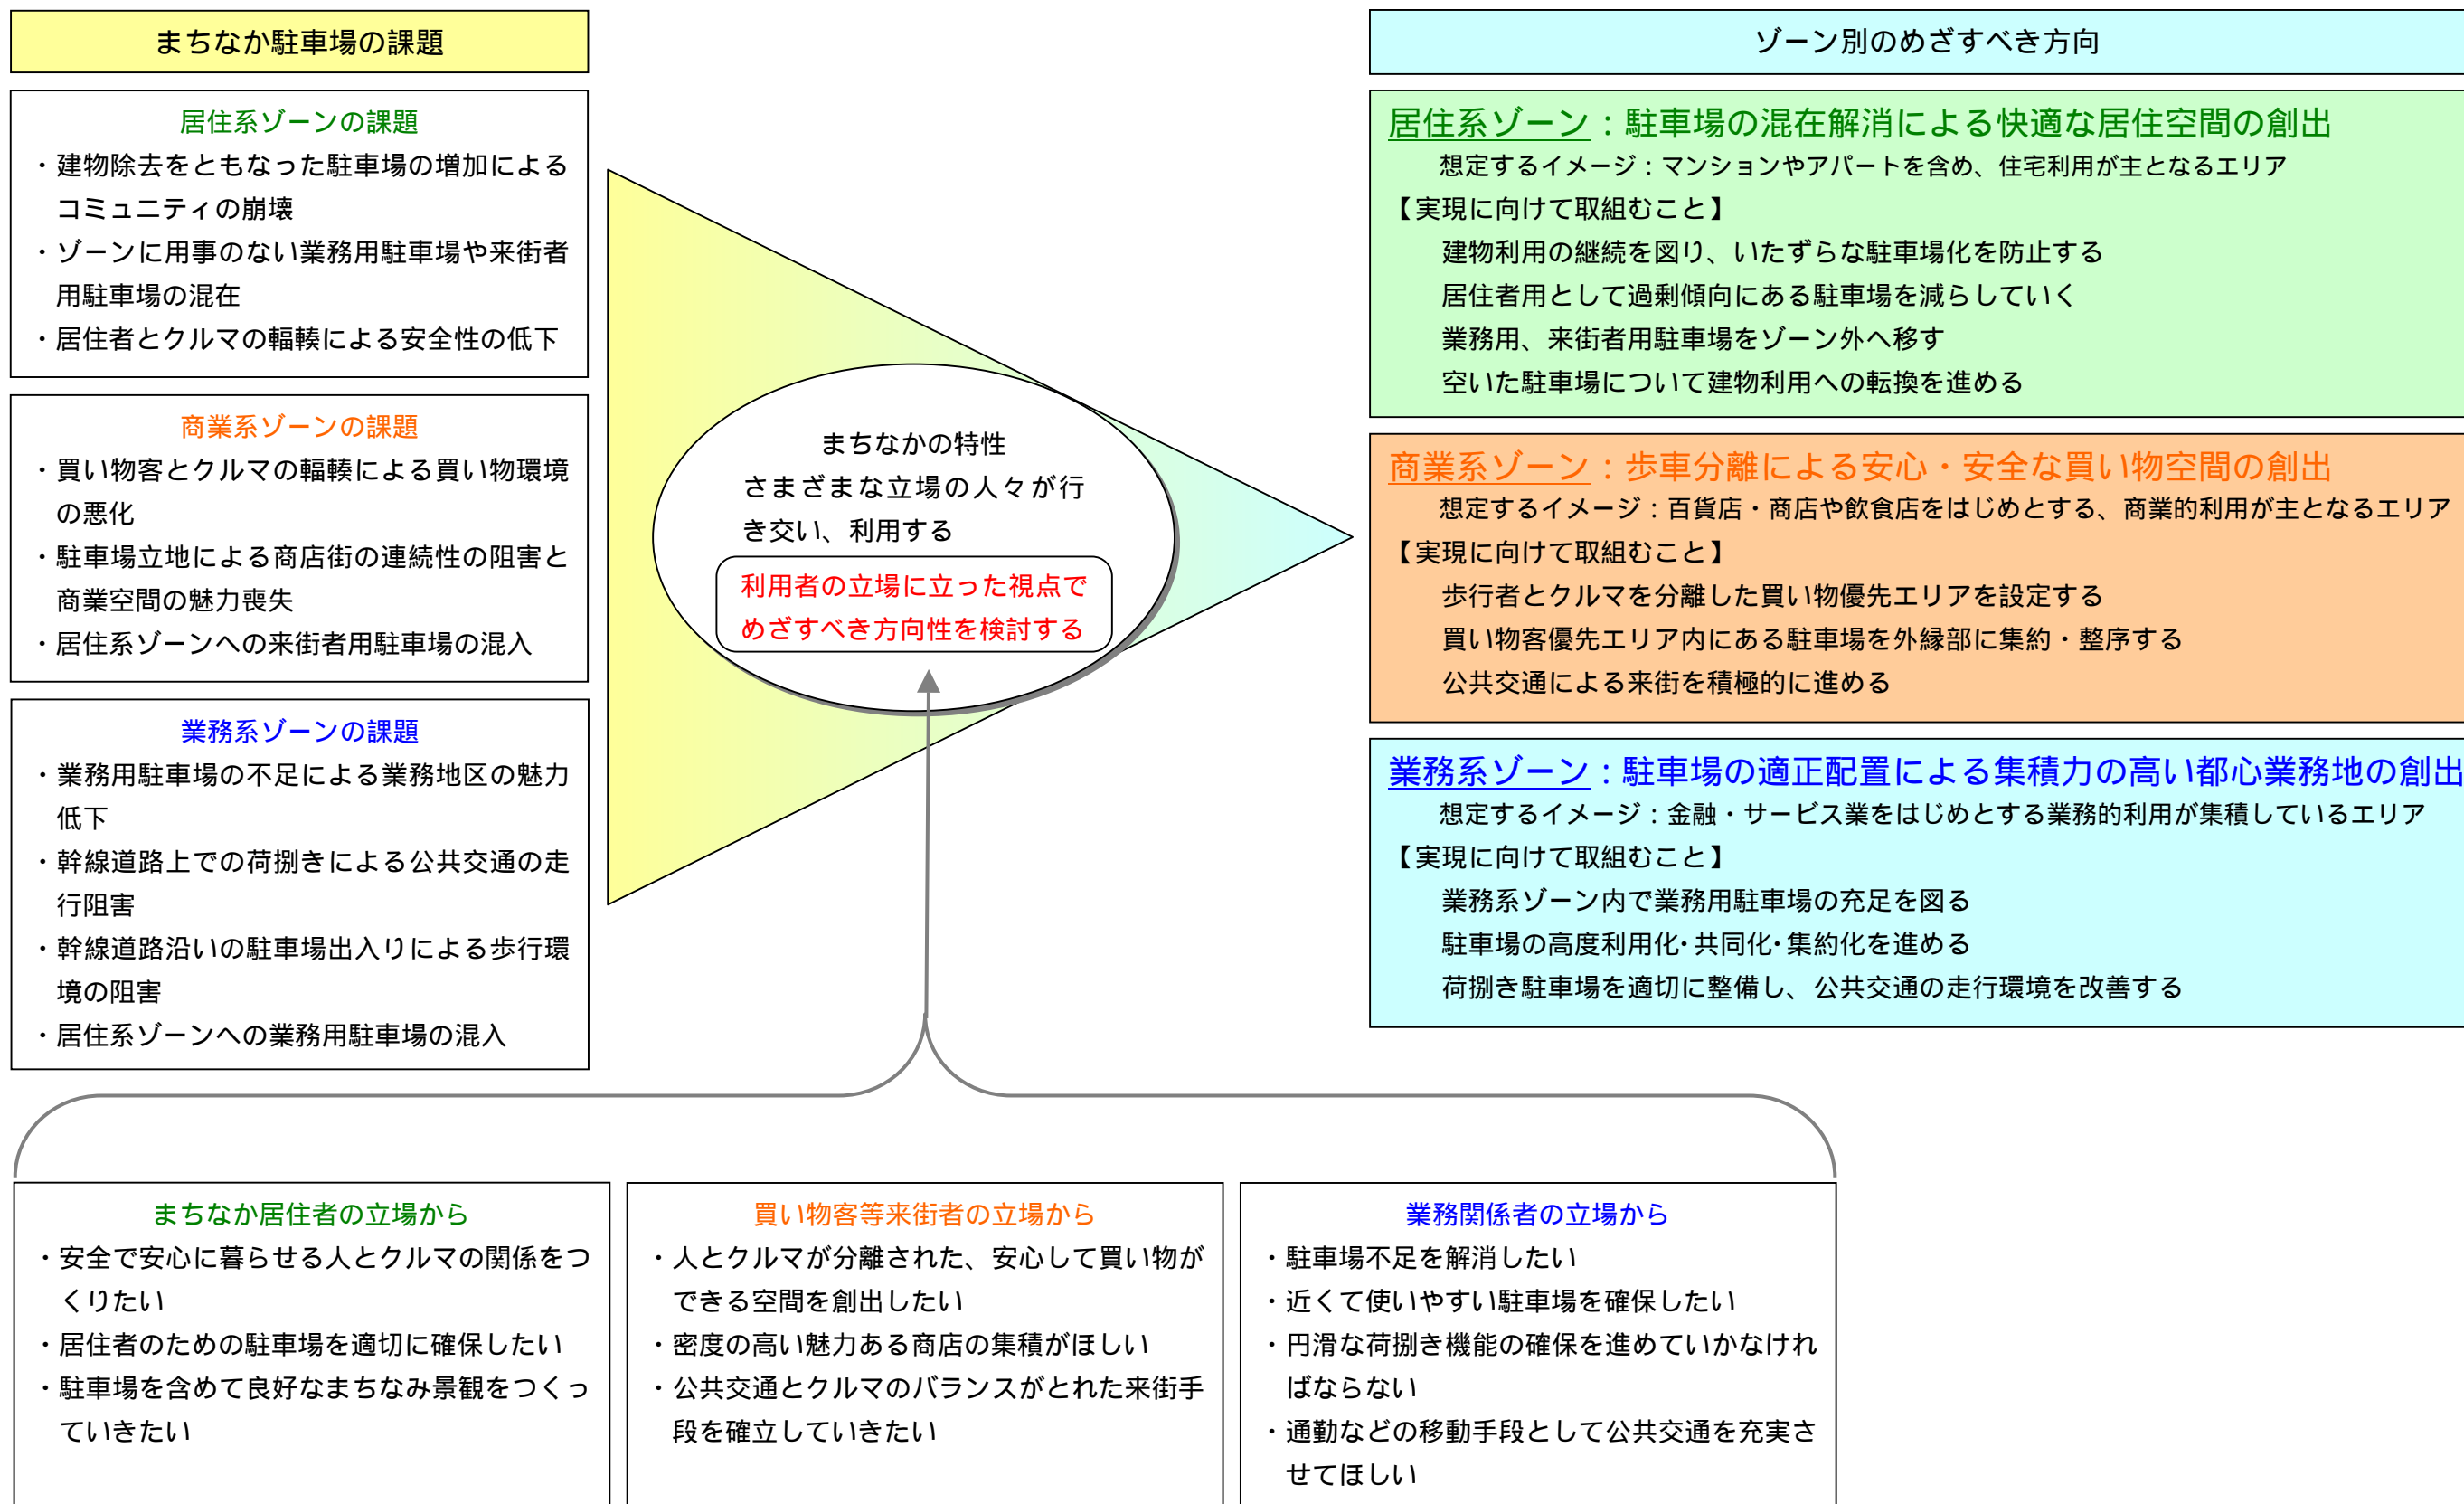 まちなか駐車場の課題
居住系ゾーンの課題
・建物除去をともなった駐車場の増加による
コミュニティの崩壊
・ゾーンに用事のない業務用駐車場や来街者
用駐車場の混在
・居住者とクルマの輻輳による安全性の低下
商業系ゾーンの課題
・買い物客とクルマの輻輳による買い物環境
の悪化
・駐車場立地による商店街の連続性の阻害と
商業空間の魅力喪失
・居住系ゾーンへの来街者用駐車場の混入
業務系ゾーンの課題
・業務用駐車場の不足による業務地区の魅力
低下
・幹線道路上での荷捌きによる公共交通の走
行阻害
・幹線道路沿いの駐車場出入りによる歩行環
境の阻害
・居住系ゾーンへの業務用駐車場の混入
まちなかの特性
さまざまな立場の人々が行
き交い、利用する
利用者の立場に立った視点で
めざすべき方向性を検討する
ゾーン別のめざすべき方向
居住系ゾーン：駐車場の混在解消による快適な居住空間の創出
想定するイメージ：マンションやアパートを含め、住宅利用が主となるエリア
【実現に向けて取組むこと】
建物利用の継続を図り、いたずらな駐車場化を防止する
居住者用として過剰傾向にある駐車場を減らしていく
業務用、来街者用駐車場をゾーン外へ移す
空いた駐車場について建物利用への転換を進める
商業系ゾーン：歩車分離による安心・安全な買い物空間の創出
想定するイメージ：百貨店・商店や飲食店をはじめとする、商業的利用が主となるエリア
【実現に向けて取組むこと】
歩行者とクルマを分離した買い物優先エリアを設定する
買い物客優先エリア内にある駐車場を外縁部に集約・整序する
公共交通による来街を積極的に進める
業務系ゾーン：駐車場の適正配置による集積力の高い都心業務地の創出
想定するイメージ：金融・サービス業をはじめとする業務的利用が集積しているエリア
【実現に向けて取組むこと】
業務系ゾーン内で業務用駐車場の充足を図る
駐車場の高度利用化・共同化・集約化を進める
荷捌き駐車場を適切に整備し、公共交通の走行環境を改善する
まちなか居住者の立場から
・安全で安心に暮らせる人とクルマの関係をつ
くりたい
・居住者のための駐車場を適切に確保したい
・駐車場を含めて良好なまちなみ景観をつくっ
ていきたい
買い物客等来街者の立場から
・人とクルマが分離された、安心して買い物が
できる空間を創出したい
・密度の高い魅力ある商店の集積がほしい
・公共交通とクルマのバランスがとれた来街手
段を確立していきたい
業務関係者の立場から
・駐車場不足を解消したい
・近くて使いやすい駐車場を確保したい
・円滑な荷捌き機能の確保を進めていかなけれ
ばならない
・通勤などの移動手段として公共交通を充実さ
せてほしい